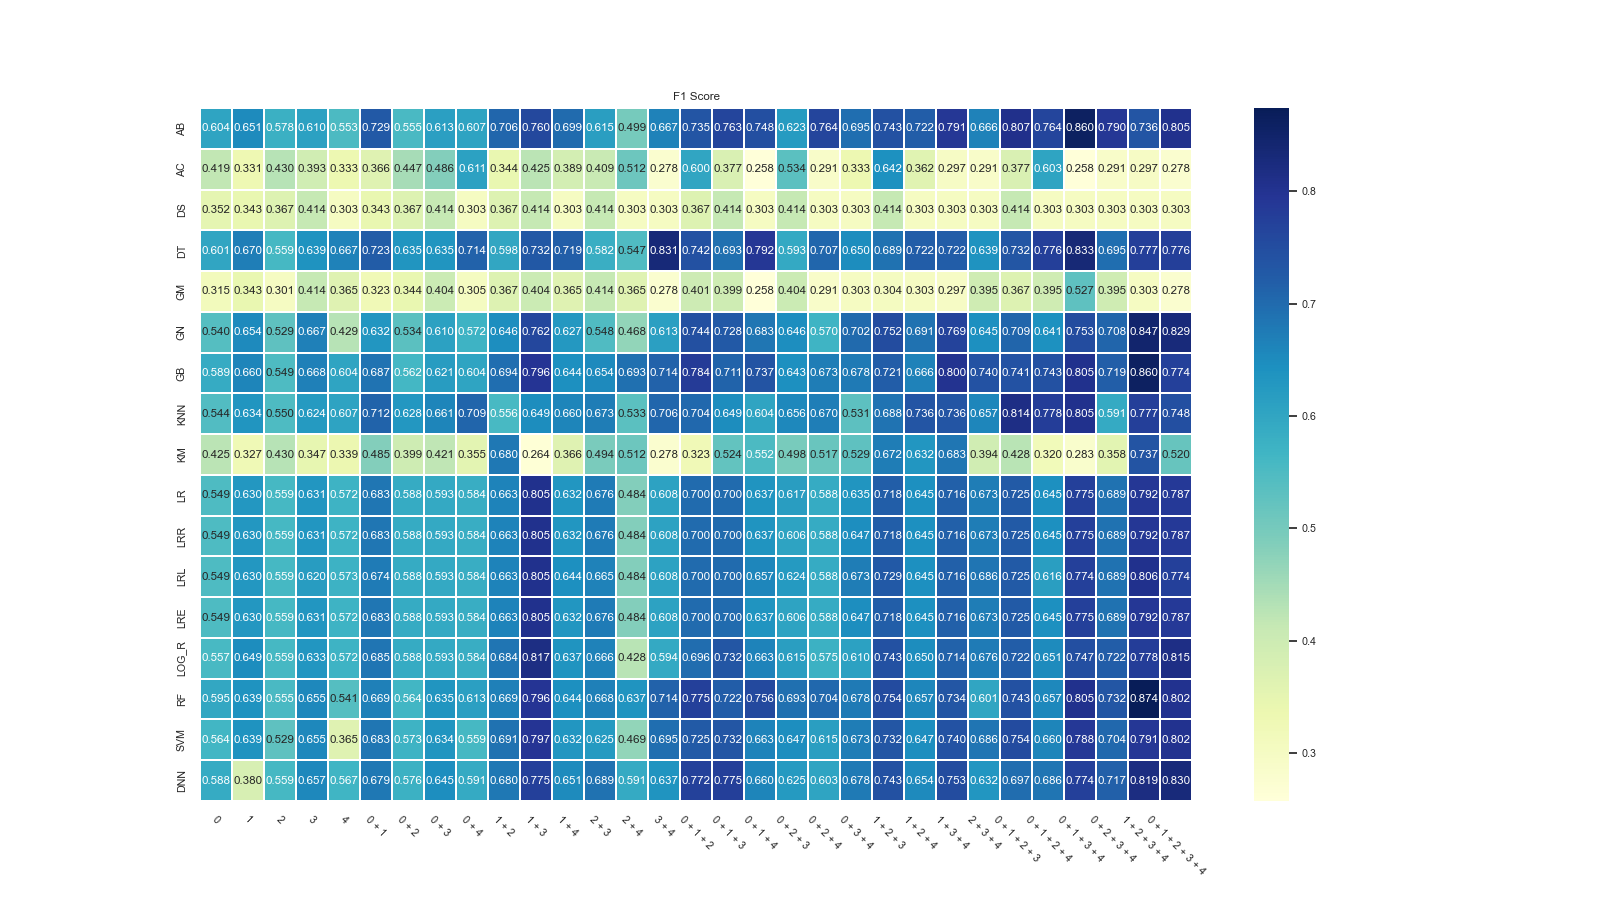 F1 Score
AB 0.604 0.651 0.578 0.610 0.553 0.729 0.555 0.613 0.607 0.706 0.760 0.699 0.615 0.499 0.667 0.735 0.763 0.748 0.623 0.764 0.695 0.743 0.722 0.791 0.666 0.807 0.764 0.860 0.790 0.736 0.805
AC 0.419 0.331 0.430 0.393 0.333 0.366 0.447 0.486 0.611 0.344 0.425 0.389 0.409 0.512 0.278 0.600 0.377 0.258 0.534 0.291 0.333 0.642 0.362 0.297 0.291 0.377 0.603 0.258 0.291 0.297 0.278
0.8
DS 0.352 0.343 0.367 0.414 0.303 0.343 0.367 0.414 0.303 0.367 0.414 0.303 0.414 0.303 0.303 0.367 0.414 0.303 0.414 0.303 0.303 0.414 0.303 0.303 0.303 0.414 0.303 0.303 0.303 0.303 0.303
DT 0.601 0.670 0.559 0.639 0.667 0.723 0.635 0.635 0.714 0.598 0.732 0.719 0.582 0.547 0.831 0.742 0.693 0.792 0.593 0.707 0.650 0.689 0.722 0.722 0.639 0.732 0.776 0.833 0.695 0.777 0.776
GM 0.315 0.343 0.301 0.414 0.365 0.323 0.344 0.404 0.305 0.367 0.404 0.365 0.414 0.365 0.278 0.401 0.399 0.258 0.404 0.291 0.303 0.304 0.303 0.297 0.395 0.367 0.395 0.527 0.395 0.303 0.278
0.7
GN 0.540 0.654 0.529 0.667 0.429 0.632 0.534 0.610 0.572 0.646 0.762 0.627 0.548 0.468 0.613 0.744 0.728 0.683 0.646 0.570 0.702 0.752 0.691 0.769 0.645 0.709 0.641 0.753 0.708 0.847 0.829
GB 0.589 0.660 0.549 0.668 0.604 0.687 0.562 0.621 0.604 0.694 0.796 0.644 0.654 0.693 0.714 0.784 0.711 0.737 0.643 0.673 0.678 0.721 0.666 0.800 0.740 0.741 0.743 0.805 0.719 0.860 0.774
KNN 0.544 0.634 0.550 0.624 0.607 0.712 0.628 0.661 0.709 0.556 0.649 0.660 0.673 0.533 0.706 0.704 0.649 0.604 0.656 0.670 0.531 0.688 0.736 0.736 0.657 0.814 0.778 0.805 0.591 0.777 0.748
0.6
KM 0.425 0.327 0.430 0.347 0.339 0.485 0.399 0.421 0.355 0.680 0.264 0.366 0.494 0.512 0.278 0.323 0.524 0.552 0.498 0.517 0.529 0.672 0.632 0.683 0.394 0.428 0.320 0.283 0.358 0.737 0.520
LR 0.549 0.630 0.559 0.631 0.572 0.683 0.588 0.593 0.584 0.663 0.805 0.632 0.676 0.484 0.608 0.700 0.700 0.637 0.617 0.588 0.635 0.718 0.645 0.716 0.673 0.725 0.645 0.775 0.689 0.792 0.787
0.5
LRR 0.549 0.630 0.559 0.631 0.572 0.683 0.588 0.593 0.584 0.663 0.805 0.632 0.676 0.484 0.608 0.700 0.700 0.637 0.606 0.588 0.647 0.718 0.645 0.716 0.673 0.725 0.645 0.775 0.689 0.792 0.787
LRL 0.549 0.630 0.559 0.620 0.573 0.674 0.588 0.593 0.584 0.663 0.805 0.644 0.665 0.484 0.608 0.700 0.700 0.657 0.624 0.588 0.673 0.729 0.645 0.716 0.686 0.725 0.616 0.774 0.689 0.806 0.774
LRE 0.549 0.630 0.559 0.631 0.572 0.683 0.588 0.593 0.584 0.663 0.805 0.632 0.676 0.484 0.608 0.700 0.700 0.637 0.606 0.588 0.647 0.718 0.645 0.716 0.673 0.725 0.645 0.775 0.689 0.792 0.787
0.4
LOG_R 0.557 0.649 0.559 0.633 0.572 0.685 0.588 0.593 0.584 0.684 0.817 0.637 0.666 0.428 0.594 0.696 0.732 0.663 0.615 0.575 0.610 0.743 0.650 0.714 0.676 0.722 0.651 0.747 0.722 0.778 0.815
RF 0.595 0.639 0.555 0.655 0.541 0.669 0.564 0.635 0.613 0.669 0.796 0.644 0.668 0.637 0.714 0.775 0.722 0.756 0.693 0.704 0.678 0.754 0.657 0.734 0.601 0.743 0.657 0.805 0.732 0.874 0.802
SVM 0.564 0.639 0.529 0.655 0.365 0.683 0.573 0.634 0.559 0.691 0.797 0.632 0.625 0.469 0.695 0.725 0.732 0.663 0.647 0.615 0.673 0.732 0.647 0.740 0.686 0.754 0.660 0.788 0.704 0.791 0.802
0.3
DNN 0.588 0.380 0.559 0.657 0.567 0.679 0.576 0.645 0.591 0.680 0.775 0.651 0.689 0.591 0.637 0.772 0.775 0.660 0.625 0.603 0.678 0.743 0.654 0.753 0.632 0.697 0.686 0.774 0.717 0.819 0.830
0
1
2
3
4
0 + 1
0 + 2
0 + 3
0 + 4
1 + 2
1 + 3
1 + 4
2 + 3
2 + 4
3 + 4
0 + 1 + 2
0 + 1 + 3
0 + 1 + 4
0 + 2 + 3
0 + 2 + 4
0 + 3 + 4
1 + 2 + 3
1 + 2 + 4
1 + 3 + 4
2 + 3 + 4
0 + 1 + 2 + 3
0 + 1 + 2 + 4
0 + 1 + 3 + 4
0 + 2 + 3 + 4
1 + 2 + 3 + 4
0 + 1 + 2 + 3 + 4